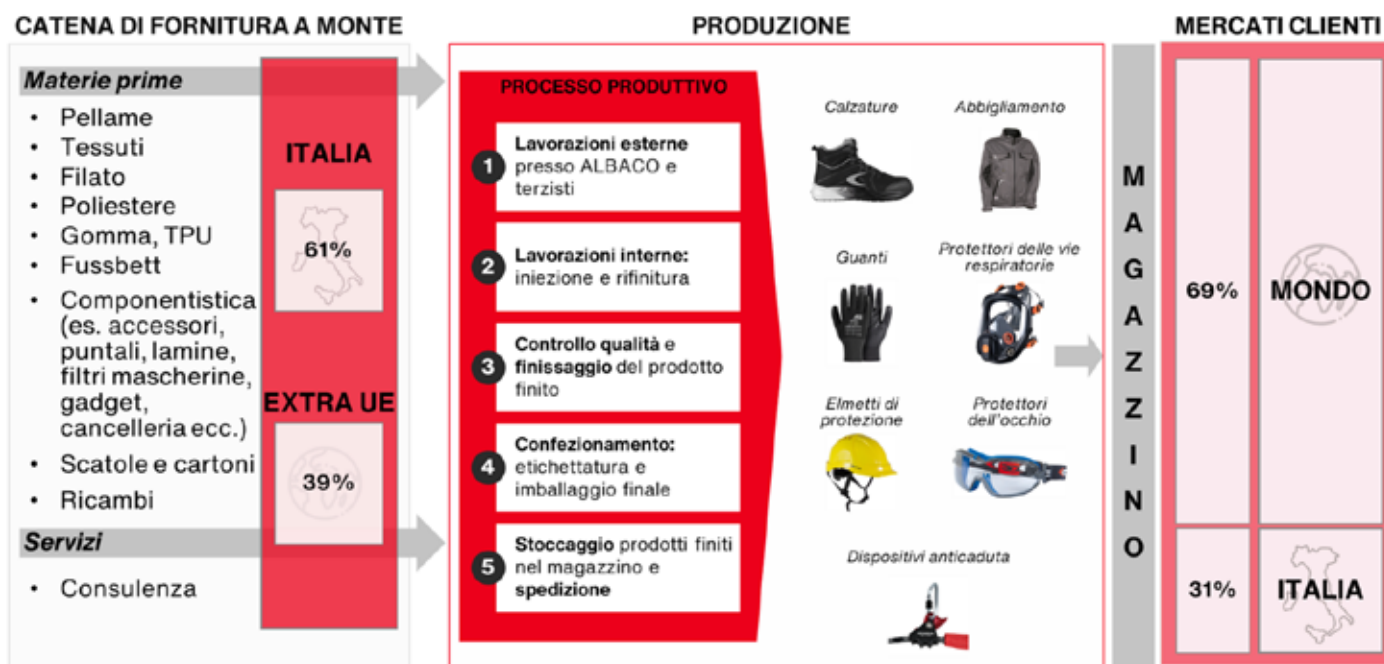 CATENA DI FORNITURA A MONTE
Materie prime
• Pellame
• Tessuti
• Filato
• Poliestere
• Gomma, TPU
• Fussbett
• Componentistica
(es. accessori,
puntali, lamine,
filtri mascherine,
gadget,
cancelleria ecc.)
• Scatole e cartoni
• Ricambi
Servizi
• Consulenza
ITALIA
61%
EXTRA UE
39%
PRODUZIONE
PROCESSO PRODUTTIVO
1
Lavorazioni esterne
presso ALBACO e
terzisti
2
Lavorazioni interne:
iniezione e rifinitura
3
Controllo qualità e
finissaggio del prodotto
finito
4
Confezionamento:
etichettatura e
imballaggio finale
5
Stoccaggio prodotti finiti
nel magazzino e
spedizione
Calzature
Abbigliamento
Guanti
Protettori delle vie
respiratorie
Elmetti di
protezione
Protettori
dell'occhio
Dispositivi anticaduta
MAGAZZINO
MERCATI CLIENTI
69%
MONDO
31%
ITALIA